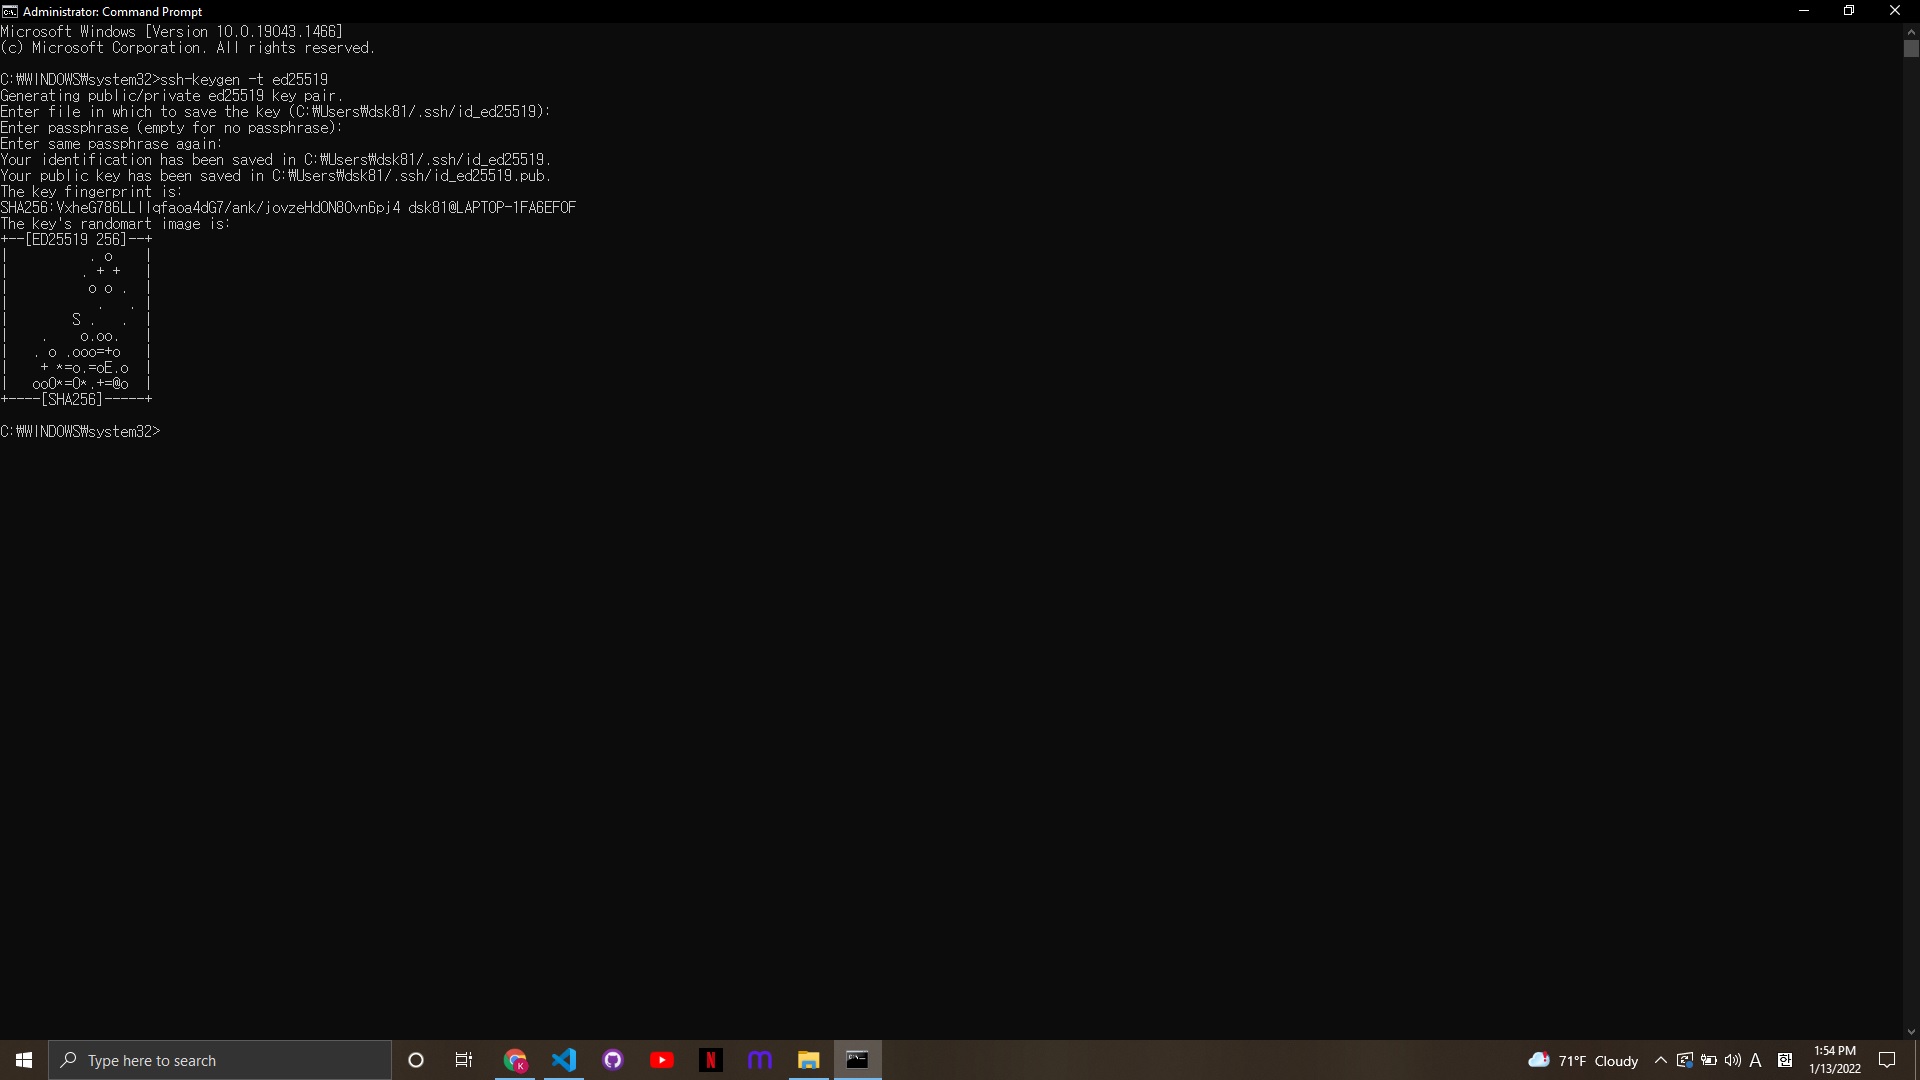 Administrator: Command Prompt
Microsoft Windows [Version 10.0.19043.1466]
(c) Microsoft Corporation. All rights reserved.
C:₩WINDOWS₩system32>ssh-keygen -t ed25519
Generating public/private ed25519 key pair.
Enter file in which to save the key (C:₩Users₩dsk81/.ssh/id_ed25519):
Enter passphrase (empty for no passphrase):
Enter same passphrase again:
Your identification has been saved in C:₩Users₩dsk81/.ssh/id_ed25519.
Your public key has been saved in C:₩Users₩dsk81/.ssh/id_ed25519.pub.
The key fingerprint is:
dsk81@LAPTOP-1FA6EFOF
The key's randomart image is:
+--[ED25519 256]--+
|          . o    |
|         . + +   |
|          o o .  |
|           .   . |
|        S .   .  |
|    .    o.oo.   |
|   . o .ooo=+o   |
|    + *=o.=oE.o  |
|   ooO*=O*.+=@o  |
+----[SHA256]-----+
C:₩WINDOWS₩system32>
Type here to search
K
N
71°F Cloudy
A
한
1:54 PM
1/13/2022